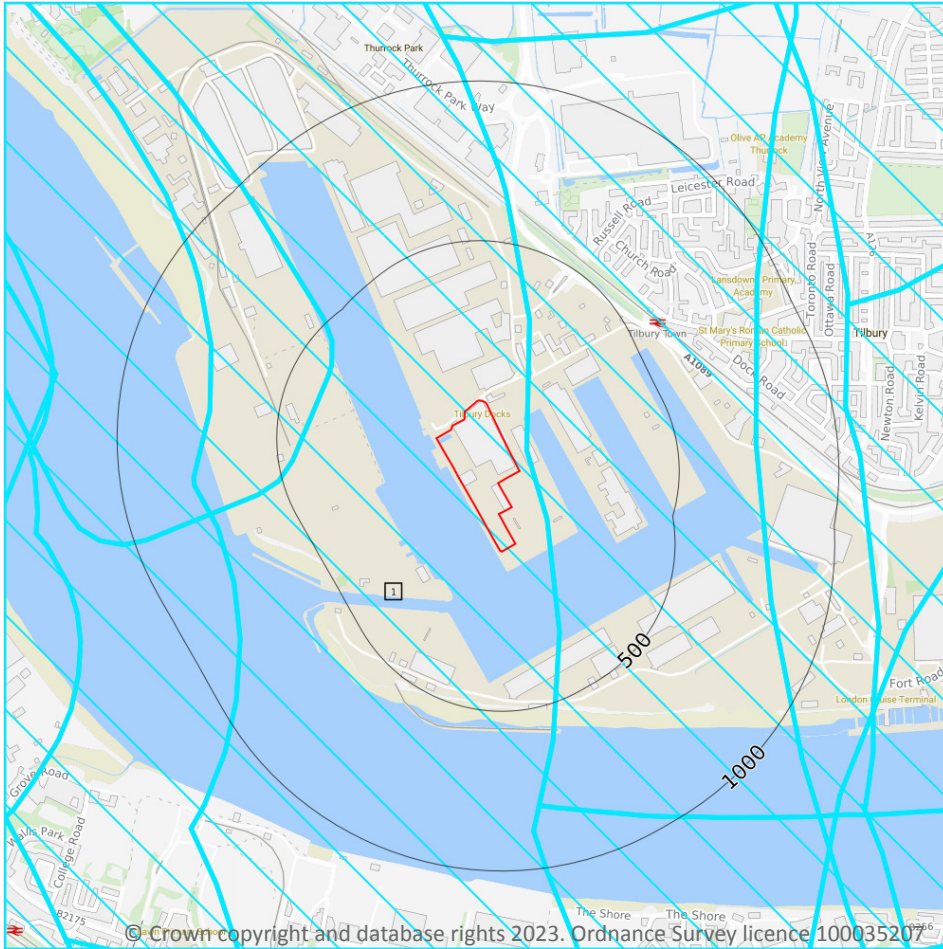 Thurrock Park
Thurrock Park Way
Olive AP Academy
Thurrock
North View Avenue
Leicester Road
Russell Road
Church Road
Lansdowne Primary
Academy
Toronto Road
Ottawa Road
Tilbury Town
St Mary's Roman Catholic
Primary School
Tilbury
A1089
Dock Road
Kelvin Road
Newton Road
Tilbury Docks
1
500
Fort Road
London Cruise Terminal
1000
Grove Road
Wallis Park
College Road
B2175
The Shore
The Shore
© Crown copyright and database rights 2023. Ordnance Survey licence 100035207